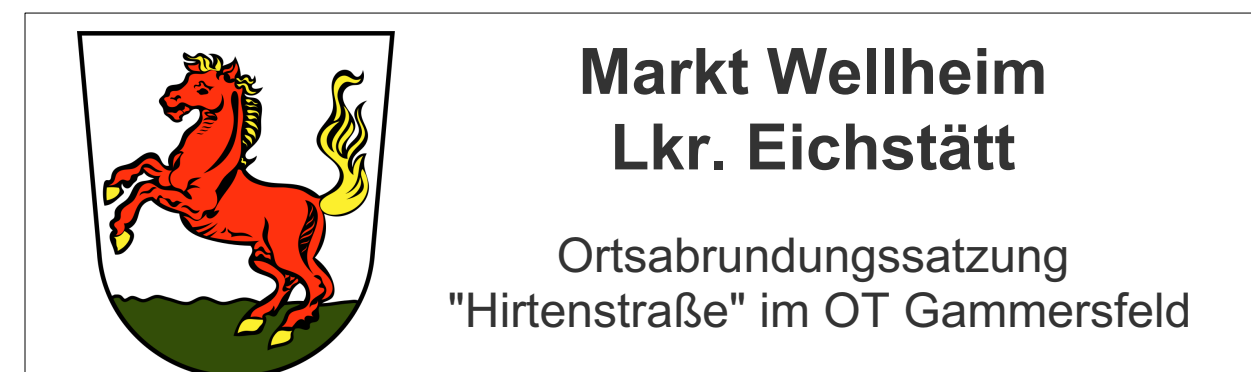 Markt Wellheim
Lkr. Eichstätt
Ortsabrundungssatzung
"Hirtenstraße" im OT Gammersfeld